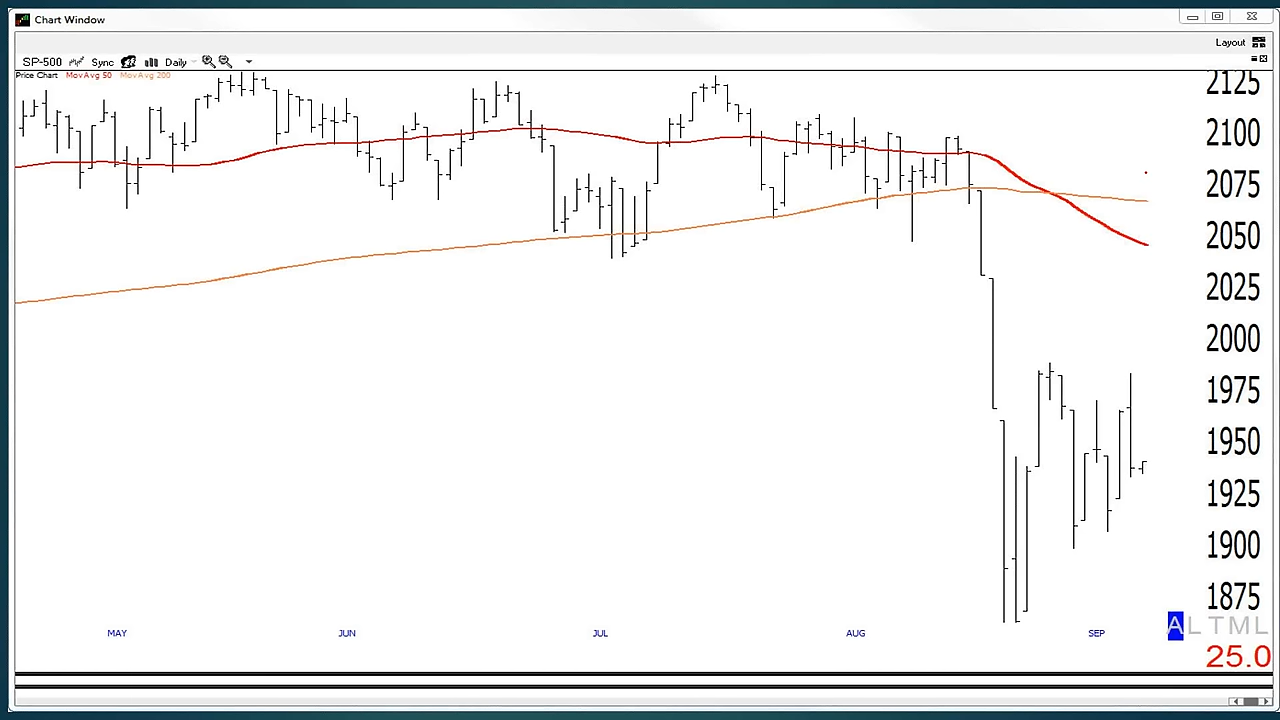 Chart Window
Layout
SP-500 Sync Daily
Price Chart MovAvg 50 MovAvg 200
2125
2100
2075
2050
2025
2000
1975
1950
1925
1900
1875
MAY JUN JUL AUG SEP
A L T M L
25.0